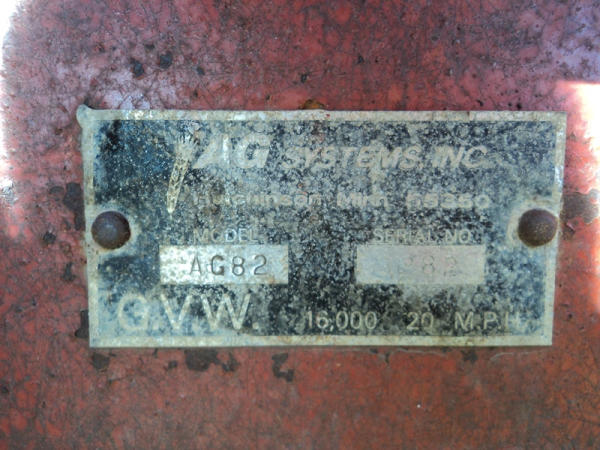 AG SYSTEMS, INC.
Hutchinson, Minn. 55350
MODEL SERIAL NO.
AG82
G.V.W. 16,000 20 M.P.H.